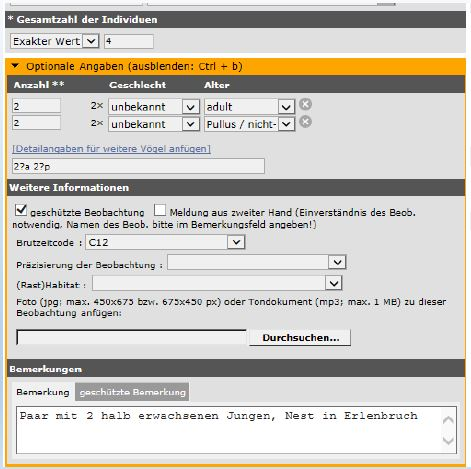 * Gesamtzahl der Individuen
Exakter Wert 4
Optionale Angaben (ausblenden: Ctrl + b)
Anzahl ** Geschlecht Alter
2 2× unbekannt adult
2 2× unbekannt Pullus / nicht-
[Detailangaben für weitere Vögel anfügen]
2?a 2?p
Weitere Informationen
geschützte Beobachtung Meldung aus zweiter Hand (Einverständnis des Beob.
notwendig, Namen des Beob. bitte im Bemerkungsfeld angeben!)
Brutzeitcode : C12
Präzisierung der Beobachtung :
(Rast)Habitat :
Foto (jpg; max. 450x675 bzw. 675x450 px) oder Tondokument (mp3; max. 1 MB) zu dieser
Beobachtung anfügen:
Durchsuchen...
Bemerkungen
Bemerkung geschützte Bemerkung
Paar mit 2 halb erwachsenen Jungen, Nest in Erlenbruch